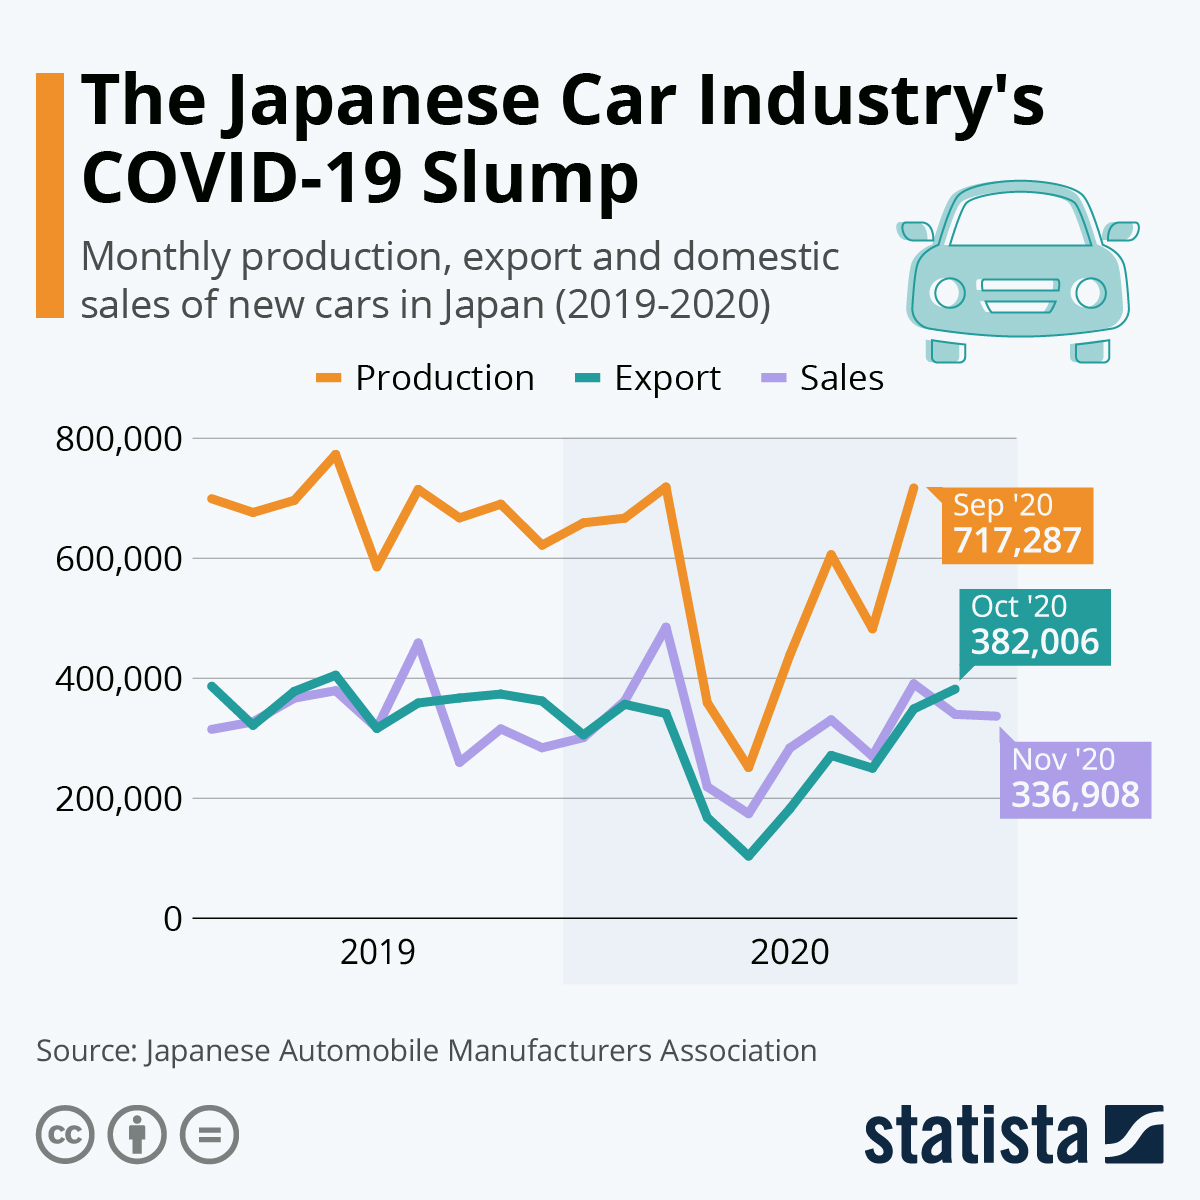 The Japanese Car Industry's
COVID-19 Slump
Monthly production, export and domestic
sales of new cars in Japan (2019-2020)
Production Export Sales
800,000
600,000
400,000
200,000
0
Sep '20
717,287
Oct '20
382,006
Nov '20
336,908
2019 2020
Source: Japanese Automobile Manufacturers Association
cc
statista